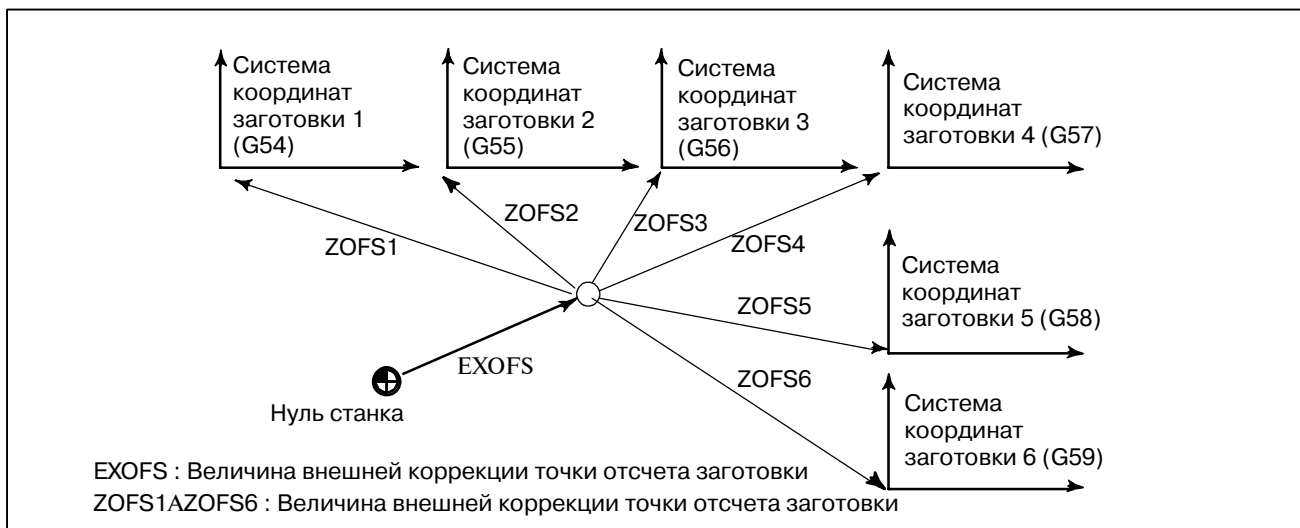 Система
координат
заготовки 1
(G54)
Система
координат
заготовки 2
(G55)
Система
координат
заготовки 3
(G56)
Система
координат
заготовки 4 (G57)
ZOFS1
ZOFS2
ZOFS3
ZOFS4
ZOFS5
Система
координат
заготовки 5 (G58)
EXOFS
ZOFS6
Нуль станка
Система
координат
заготовки 6 (G59)
EXOFS : Величина внешней коррекции точки отсчета заготовки
ZOFS1AZOFS6 : Величина внешней коррекции точки отсчета заготовки